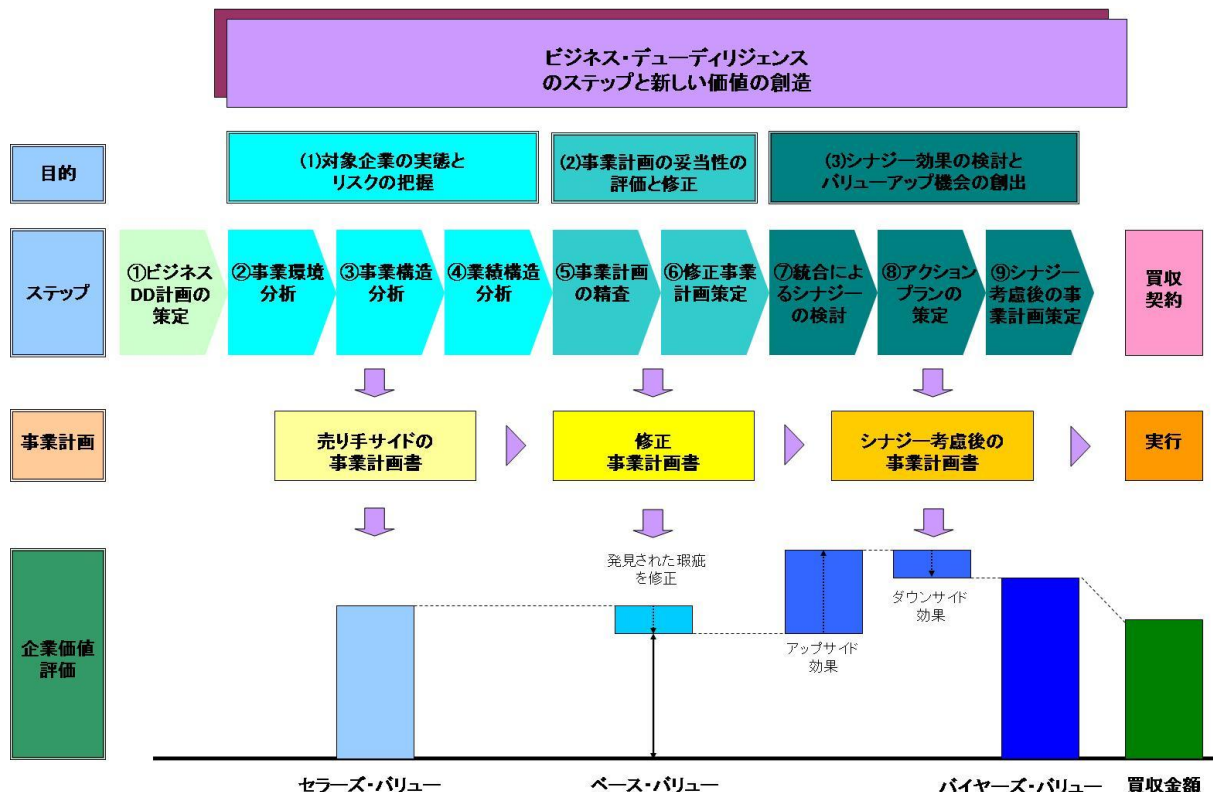 ビジネス・デューディリジェンス
のステップと新しい価値の創造
目的
(1)対象企業の実態と
リスクの把握
(2)事業計画の妥当性の
評価と修正
(3)シナジー効果の検討と
バリューアップ機会の創出
ステップ
①ビジネス
DD計画の
策定
②事業環境
分析
③事業構造
分析
④業績構造
分析
⑤事業計画
の精査
⑥修正事業
計画策定
⑦統合によ
るシナジー
の検討
⑧アクション
プランの
策定
⑨シナジー
考慮後の事
業計画策定
買収
契約
事業計画
売り手サイドの
事業計画書
修正
事業計画書
シナジー考慮後の
事業計画書
実行
企業価値
評価
発見された瑕疵
を修正
アップサイド
効果
ダウンサイド
効果
セラーズ・バリュー
ベース・バリュー
バイヤーズ・バリュー
買収金額